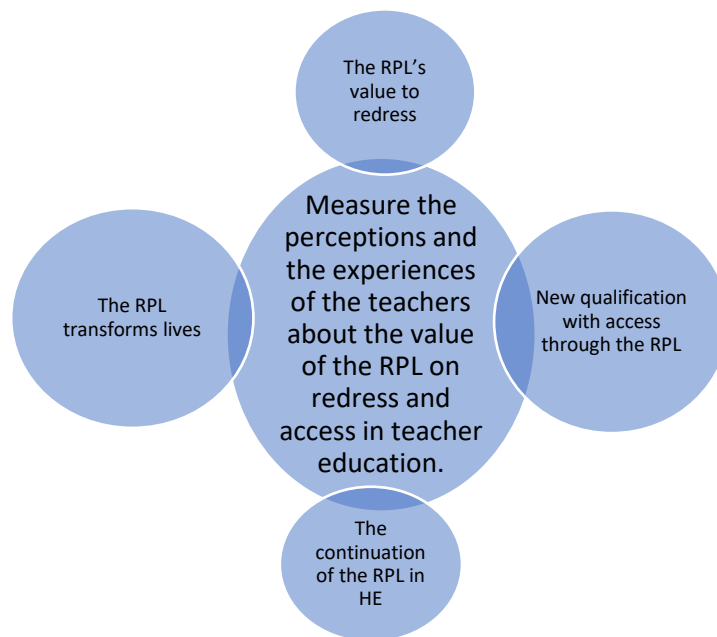 The RPL's
value to
redress
Measure the
perceptions and
the experiences
of the teachers
about the value
of the RPL on
redress and
access in teacher
education.
The RPL
transforms lives
New qualification
with access
through the RPL
The
continuation
of the RPL in
HE